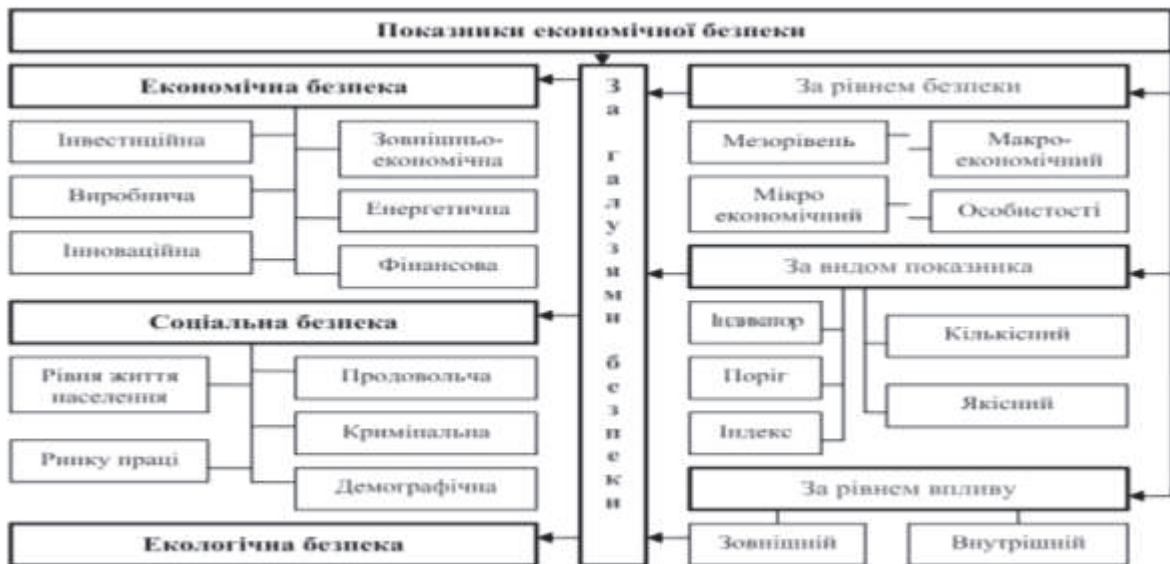 Показники економічної безпеки
Економічна безпека
Інвестиційна
Зовнішньо-
економічна
Виробнича
Енергетична
Інноваційна
Фінансова
Соціальна безпека
Рівня життя
населення
Продовольча
Кримінальна
Ринку праці
Демографічна
Екологічна безпека
За галузями безпеки
За рівнем безпеки
Мезорівень
Макро-
економічний
Мікро
економічний
Особистості
За видом показника
Індикатор
Кількісний
Поріг
Якісний
Індекс
За рівнем впливу
Зовнішній
Внутрішній